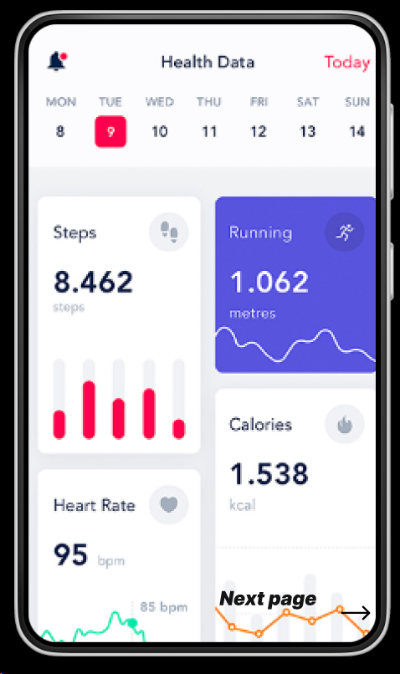 Health Data
Today
MON TUE WED THU FRI SAT SUN
8 9 10 11 12 13 14
Steps
8.462
steps
Running
1.062
metres
Calories
1.538
kcal
Heart Rate
95 bpm
85 bpm
Next page